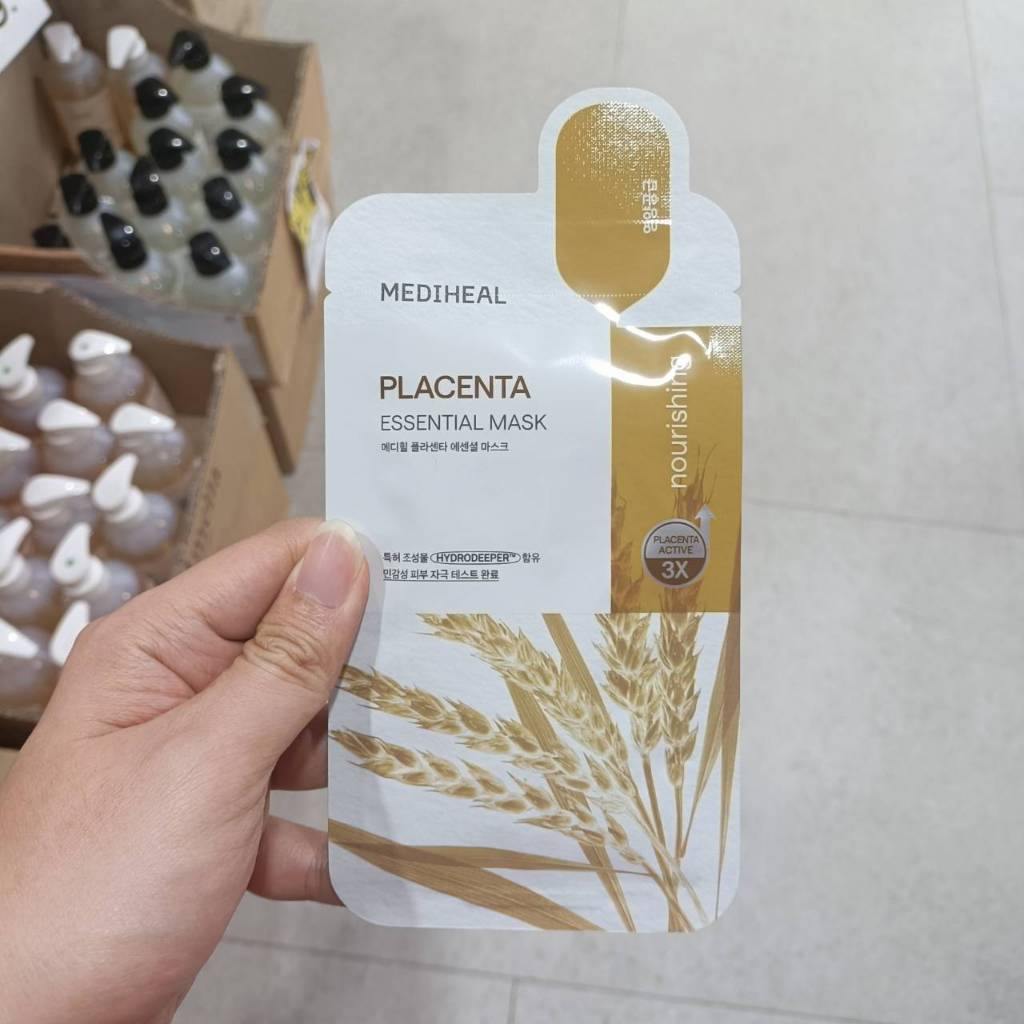 MEDIHEAL
PLACENTA
ESSENTIAL MASK
메디힐 플라센타 에센셜 마스크
특허 조성물 HYDRODEEPER™ 함유
민감성 피부 자극 테스트 완료
nourishing
PLACENTA
ACTIVE
3X